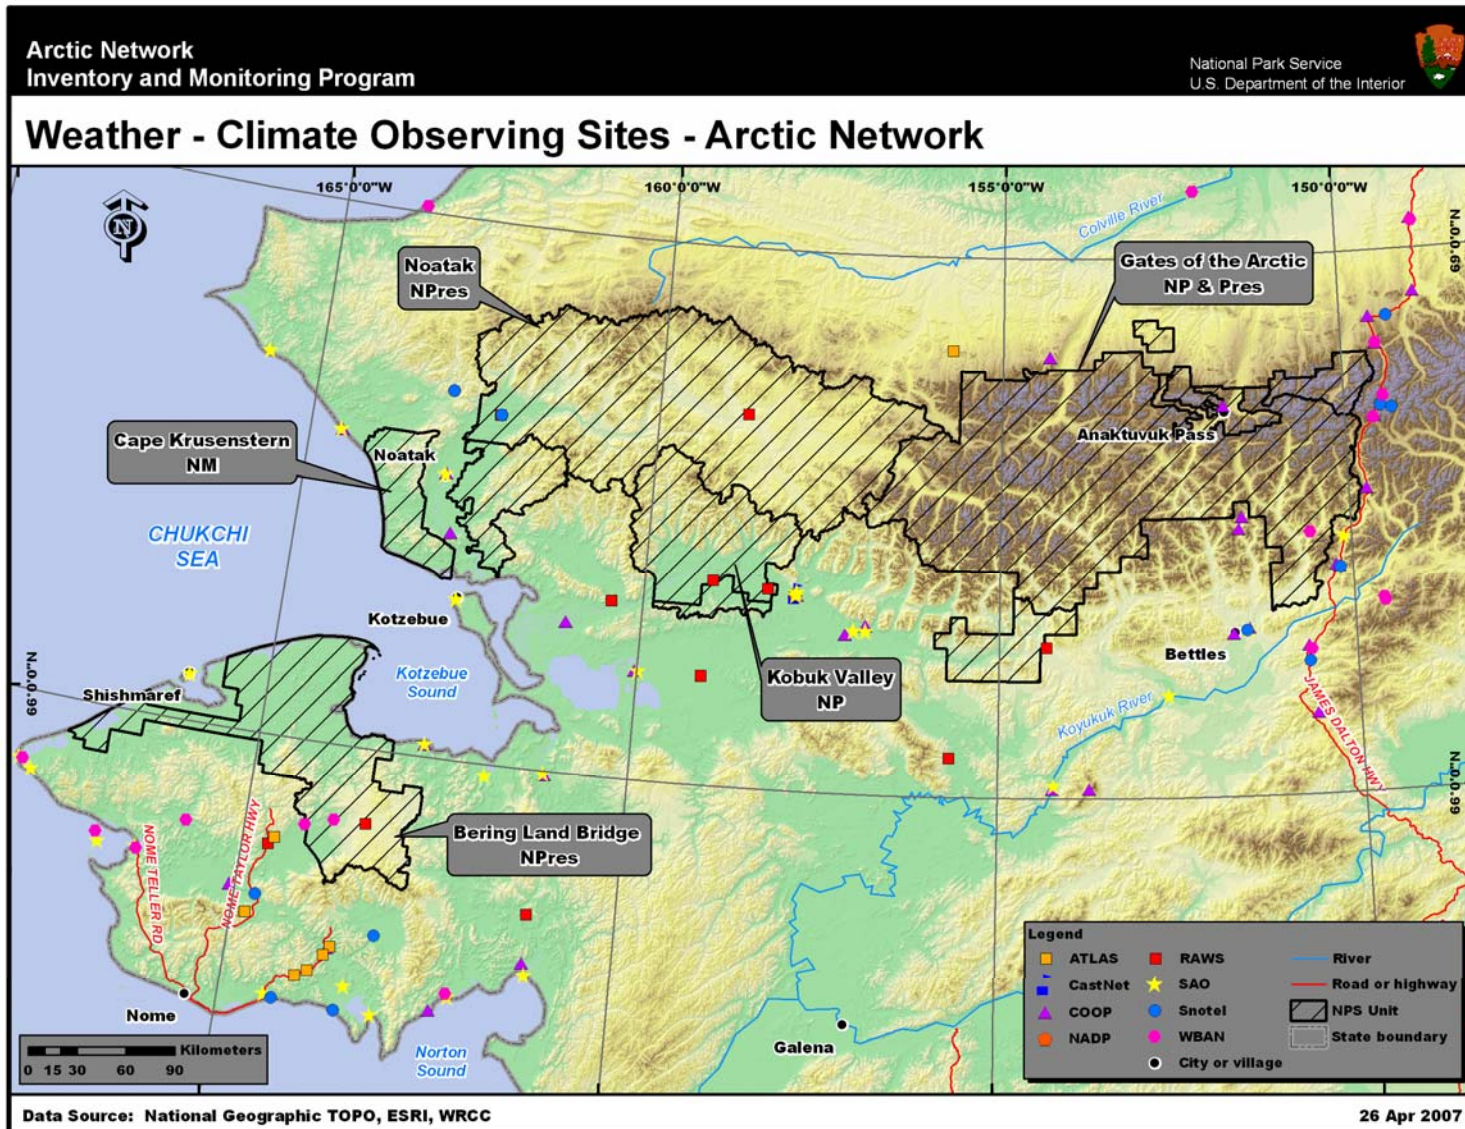 Arctic Network
Inventory and Monitoring Program
National Park Service
U.S. Department of the Interior
Weather - Climate Observing Sites - Arctic Network
165°0'0"W
160°0'0"W
155°0'0"W
150°0'0"W
N
69°0'0"N
Colville River
Noatak
NPres
Gates of the Arctic
NP & Pres
Cape Krusenstern
NM
Noatak
Anaktuvuk Pass
CHUKCHI
SEA
Kotzebue
Kotzebue
Sound
Shishmaref
66°0'0"N
Kobuk Valley
NP
Bettles
Koyukuk River
JAMES DALTON HWY
66°0'0"N
Bering Land Bridge
NPres
NOME TELLER RD
NOME TAYLOR HWY
Nome
Norton
Sound
Galena
Kilometers
0 15 30 60 90
Legend
ATLAS
CastNet
COOP
NADP
RAWS
SAO
Snotel
WBAN
City or village
River
Road or highway
NPS Unit
State boundary
Data Source: National Geographic TOPO, ESRI, WRCC
26 Apr 2007